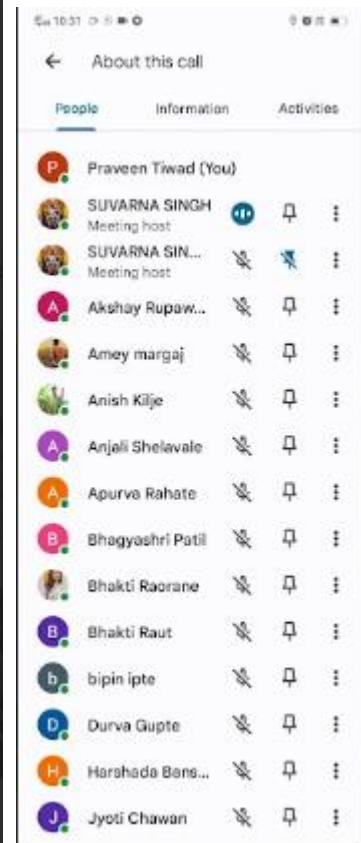 10:31
About this call
People Information Activities
P Praveen Tiwad (You)
SUVARNA SINGH
Meeting host
SUVARNA SIN...
Meeting host
A Akshay Rupaw...
Amey margaj
Anish Kilje
A Anjali Shelavale
A Apurva Rahate
B Bhagyashri Patil
Bhakti Raorane
B Bhakti Raut
b bipin ipte
D Durva Gupte
H Harshada Bans...
J Jyoti Chawan